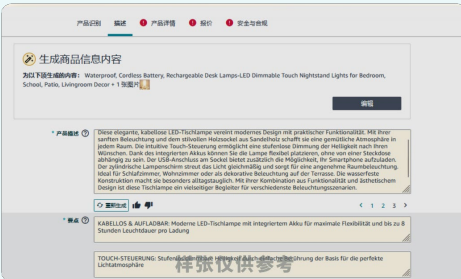 产品识别 描述 产品详情 报价 安全与合规
生成商品信息内容
为以下项生成的内容： Waterproof, Cordless Battery, Rechargeable Desk Lamps-LED Dimmable Touch Nightstand Lights for Bedroom,
School, Patio, Livingroom Decor + 1 张图片
编辑
* 产品描述 Diese elegante, kabellose LED-Tischlampe vereint modernes Design mit praktischer Funktionalität. Mit ihrer
sanften Beleuchtung und dem stilvollen Holzsockel aus Sandelholz schafft sie eine gemütliche Atmosphäre in
jedem Raum. Die intuitive Touch-Steuerung ermöglicht eine stufenlose Dimmung der Helligkeit nach Ihren
Wünschen. Dank des integrierten Akkus können Sie die Lampe flexibel platzieren, ohne von einer Steckdose
abhängig zu sein. Der USB-Anschluss am Sockel bietet zusätzlich die Möglichkeit, Ihr Smartphone aufzuladen.
Der zylindrische Lampenschirm streut das Licht gleichmäßig und sorgt für eine angenehme Raumbeleuchtung.
Ideal für Schlafzimmer, Wohnzimmer oder als dekorative Beleuchtung auf der Terrasse. Die wasserfeste
Konstruktion macht sie besonders alltagstauglich. Mit ihrer Kombination aus Funktionalität und ästhetischem
Design ist diese Tischlampe ein vielseitiger Begleiter für verschiedenste Beleuchtungsszenarien.
重新生成 1 2 3
* 要点 KABELLOS & AUFLADBAR: Moderne LED-Tischlampe mit integriertem Akku für maximale Flexibilität und bis zu 8
Stunden Leuchtdauer pro Ladung
TOUCH-STEUERUNG: Helligkeit der Basis für die perfekte
Lichtatmosphäre
样张仅供参考